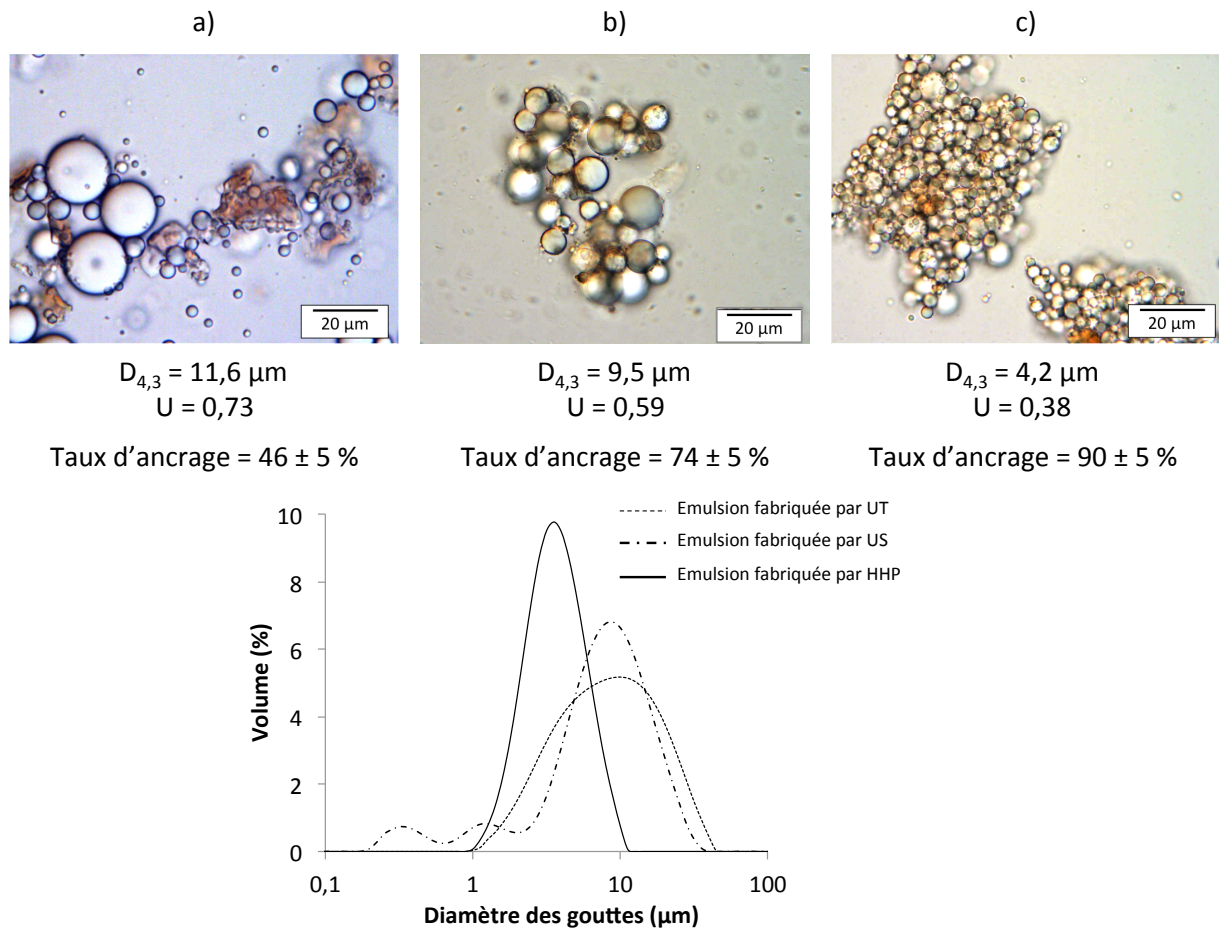 a)
b)
c)
20 µm
20 µm
20 µm
D4,3 = 11,6 µm
U = 0,73
Taux d'ancrage = 46 ± 5 %
D4,3 = 9,5 µm
U = 0,59
Taux d'ancrage = 74 ± 5 %
D4,3 = 4,2 µm
U = 0,38
Taux d'ancrage = 90 ± 5 %
Emulsion fabriquée par UT
Emulsion fabriquée par US
Emulsion fabriquée par HHP
Volume (%)
10
8
6
4
2
0
0,1
1
10
100
Diamètre des gouttes (µm)